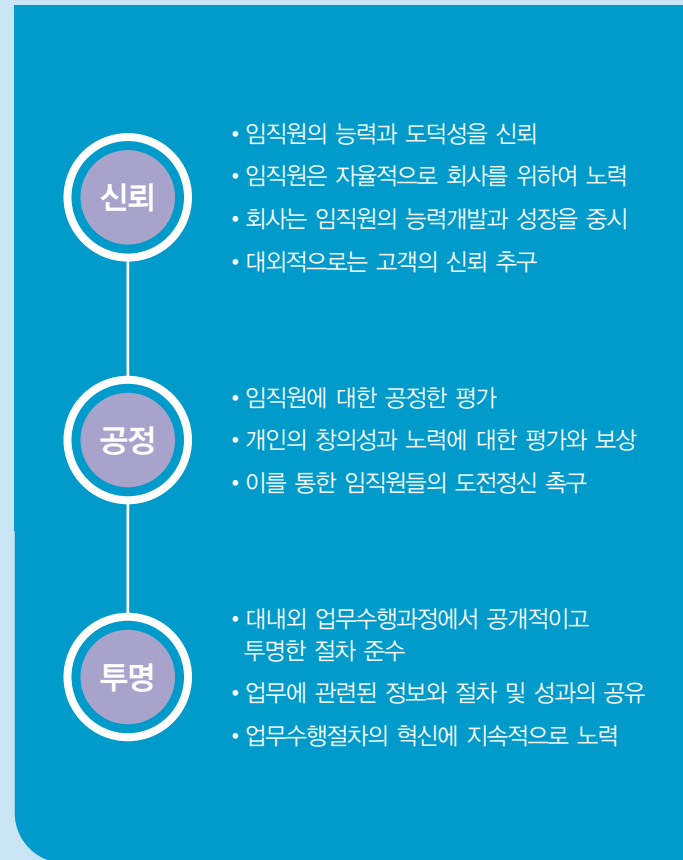 신뢰
• 임직원의 능력과 도덕성을 신뢰
• 임직원은 자율적으로 회사를 위하여 노력
• 회사는 임직원의 능력개발과 성장을 중시
• 대외적으로는 고객의 신뢰 추구
공정
• 임직원에 대한 공정한 평가
• 개인의 창의성과 노력에 대한 평가와 보상
• 이를 통한 임직원들의 도전정신 촉구
투명
• 대내외 업무수행과정에서 공개적이고
투명한 절차 준수
• 업무에 관련된 정보와 절차 및 성과의 공유
• 업무수행절차의 혁신에 지속적으로 노력